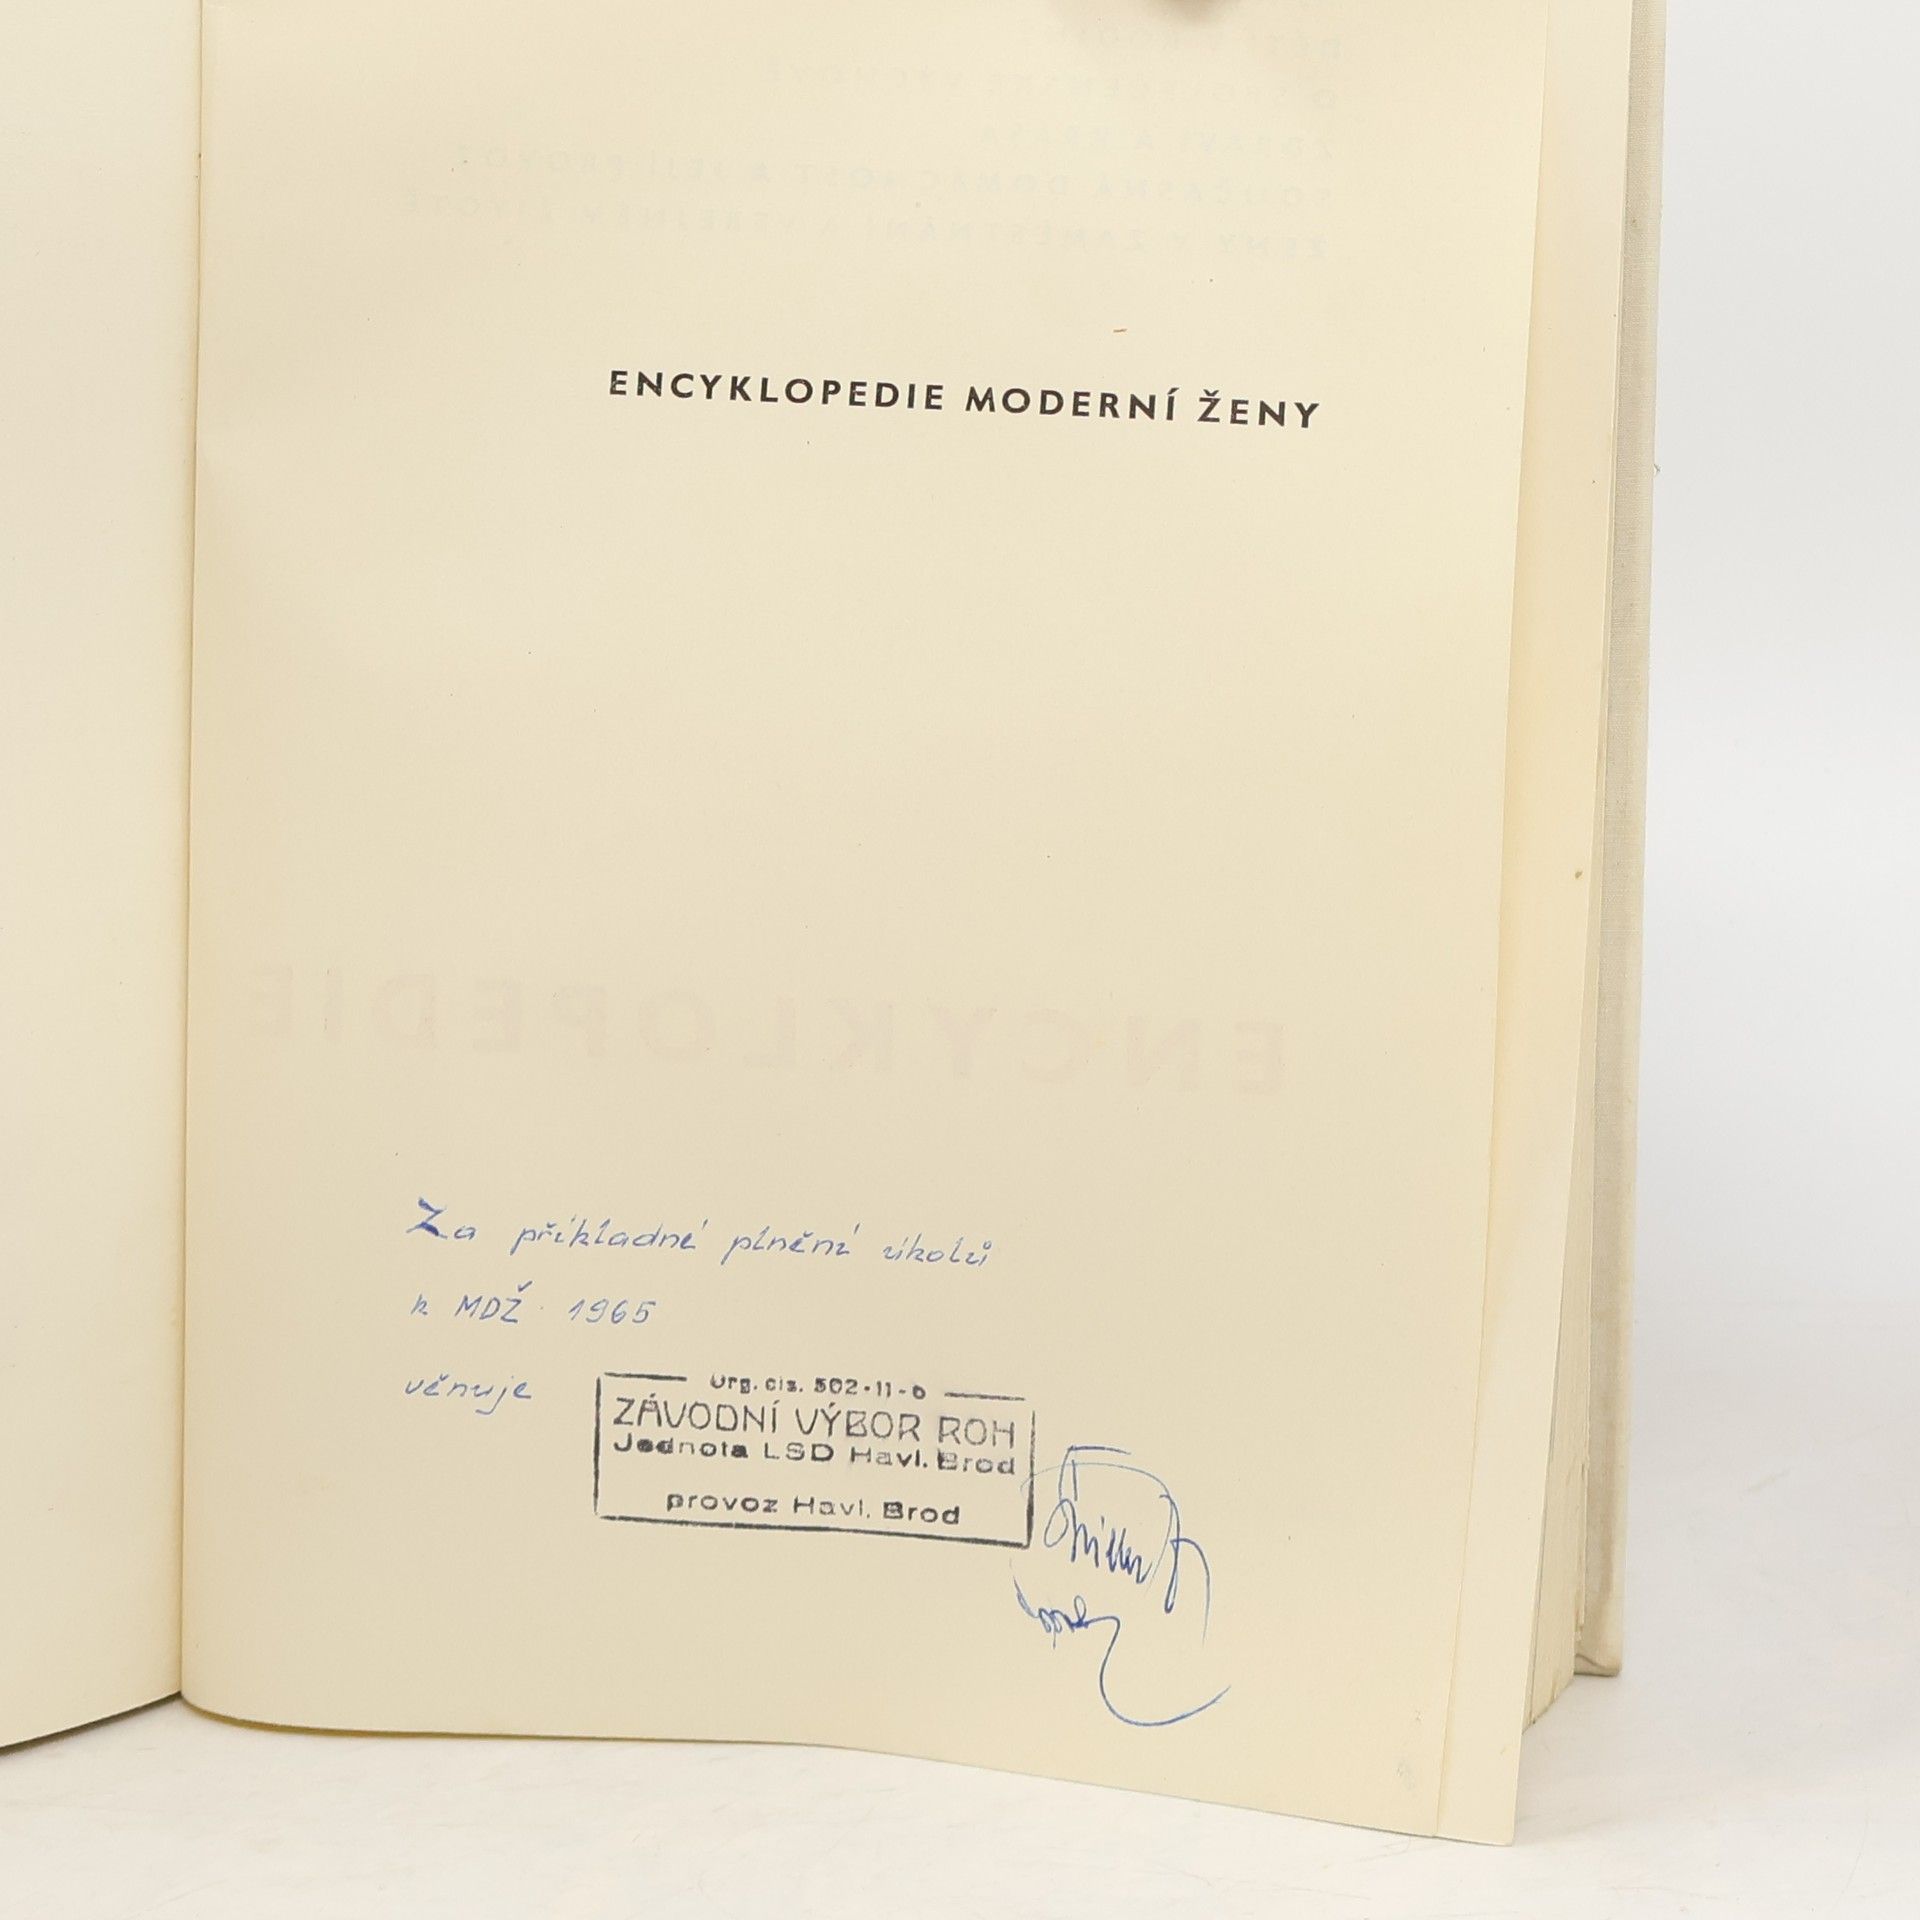 ENCYKLOPEDIE MODERNÍ ŽENY
ENCYKLOPEDIE
Za příkladné plnění úkolů
k MDŽ 1965
věnuje
Org. čís. 502-11-6
ZÁVODNÍ VÝBOR ROH
Jednota LSD Havl. Brod
provoz Havl. Brod